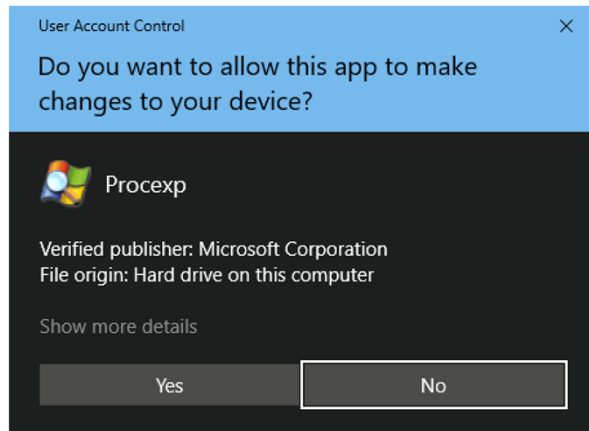 User Account Control
Do you want to allow this app to make
changes to your device?
Procexp
Verified publisher: Microsoft Corporation
File origin: Hard drive on this computer
Show more details
Yes
No